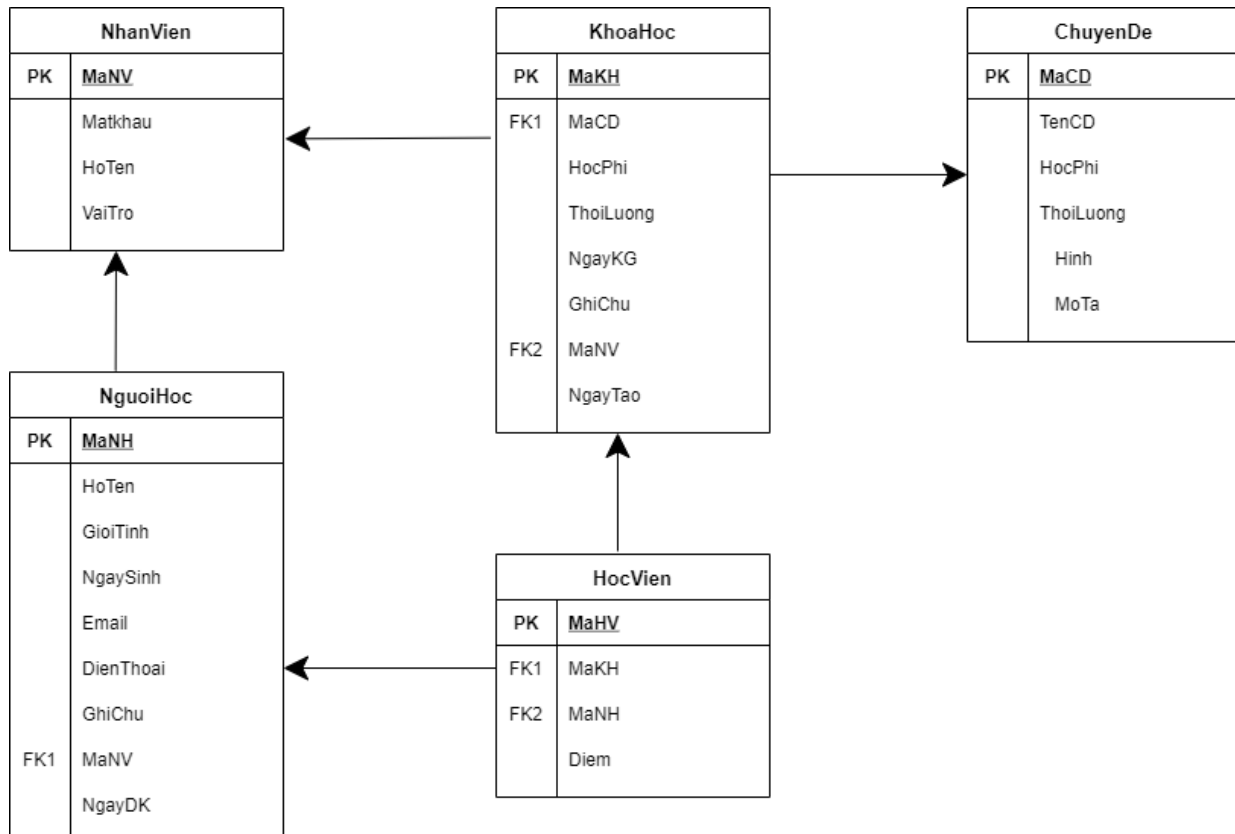 NhanVien
PK MaNV
Matkhau
HoTen
VaiTro
KhoaHoc
PK MaKH
FK1 MaCD
HocPhi
ThoiLuong
NgayKG
GhiChu
FK2 MaNV
NgayTao
ChuyenDe
PK MaCD
TenCD
HocPhi
ThoiLuong
Hinh
MoTa
NguoiHoc
PK MaNH
HoTen
GioiTinh
NgaySinh
Email
DienThoai
GhiChu
FK1 MaNV
NgayDK
HocVien
PK MaHV
FK1 MaKH
FK2 MaNH
Diem